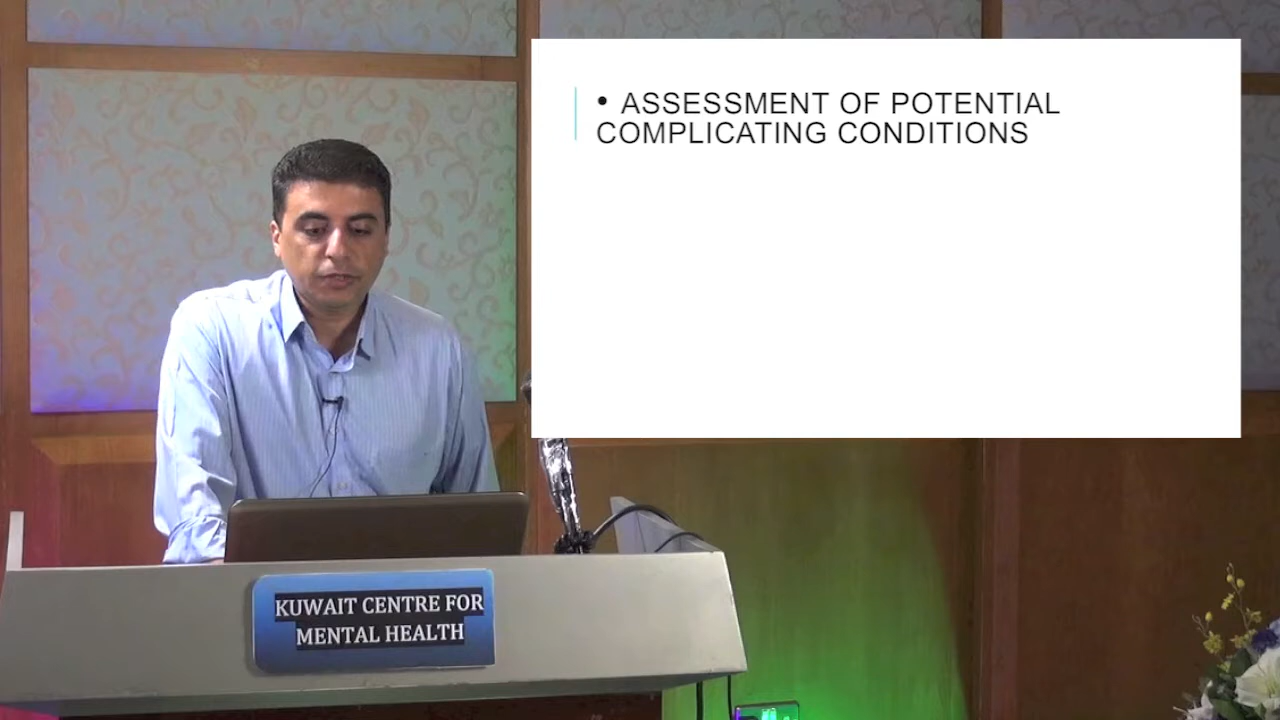 • ASSESSMENT OF POTENTIAL
COMPLICATING CONDITIONS
KUWAIT CENTRE FOR
MENTAL HEALTH